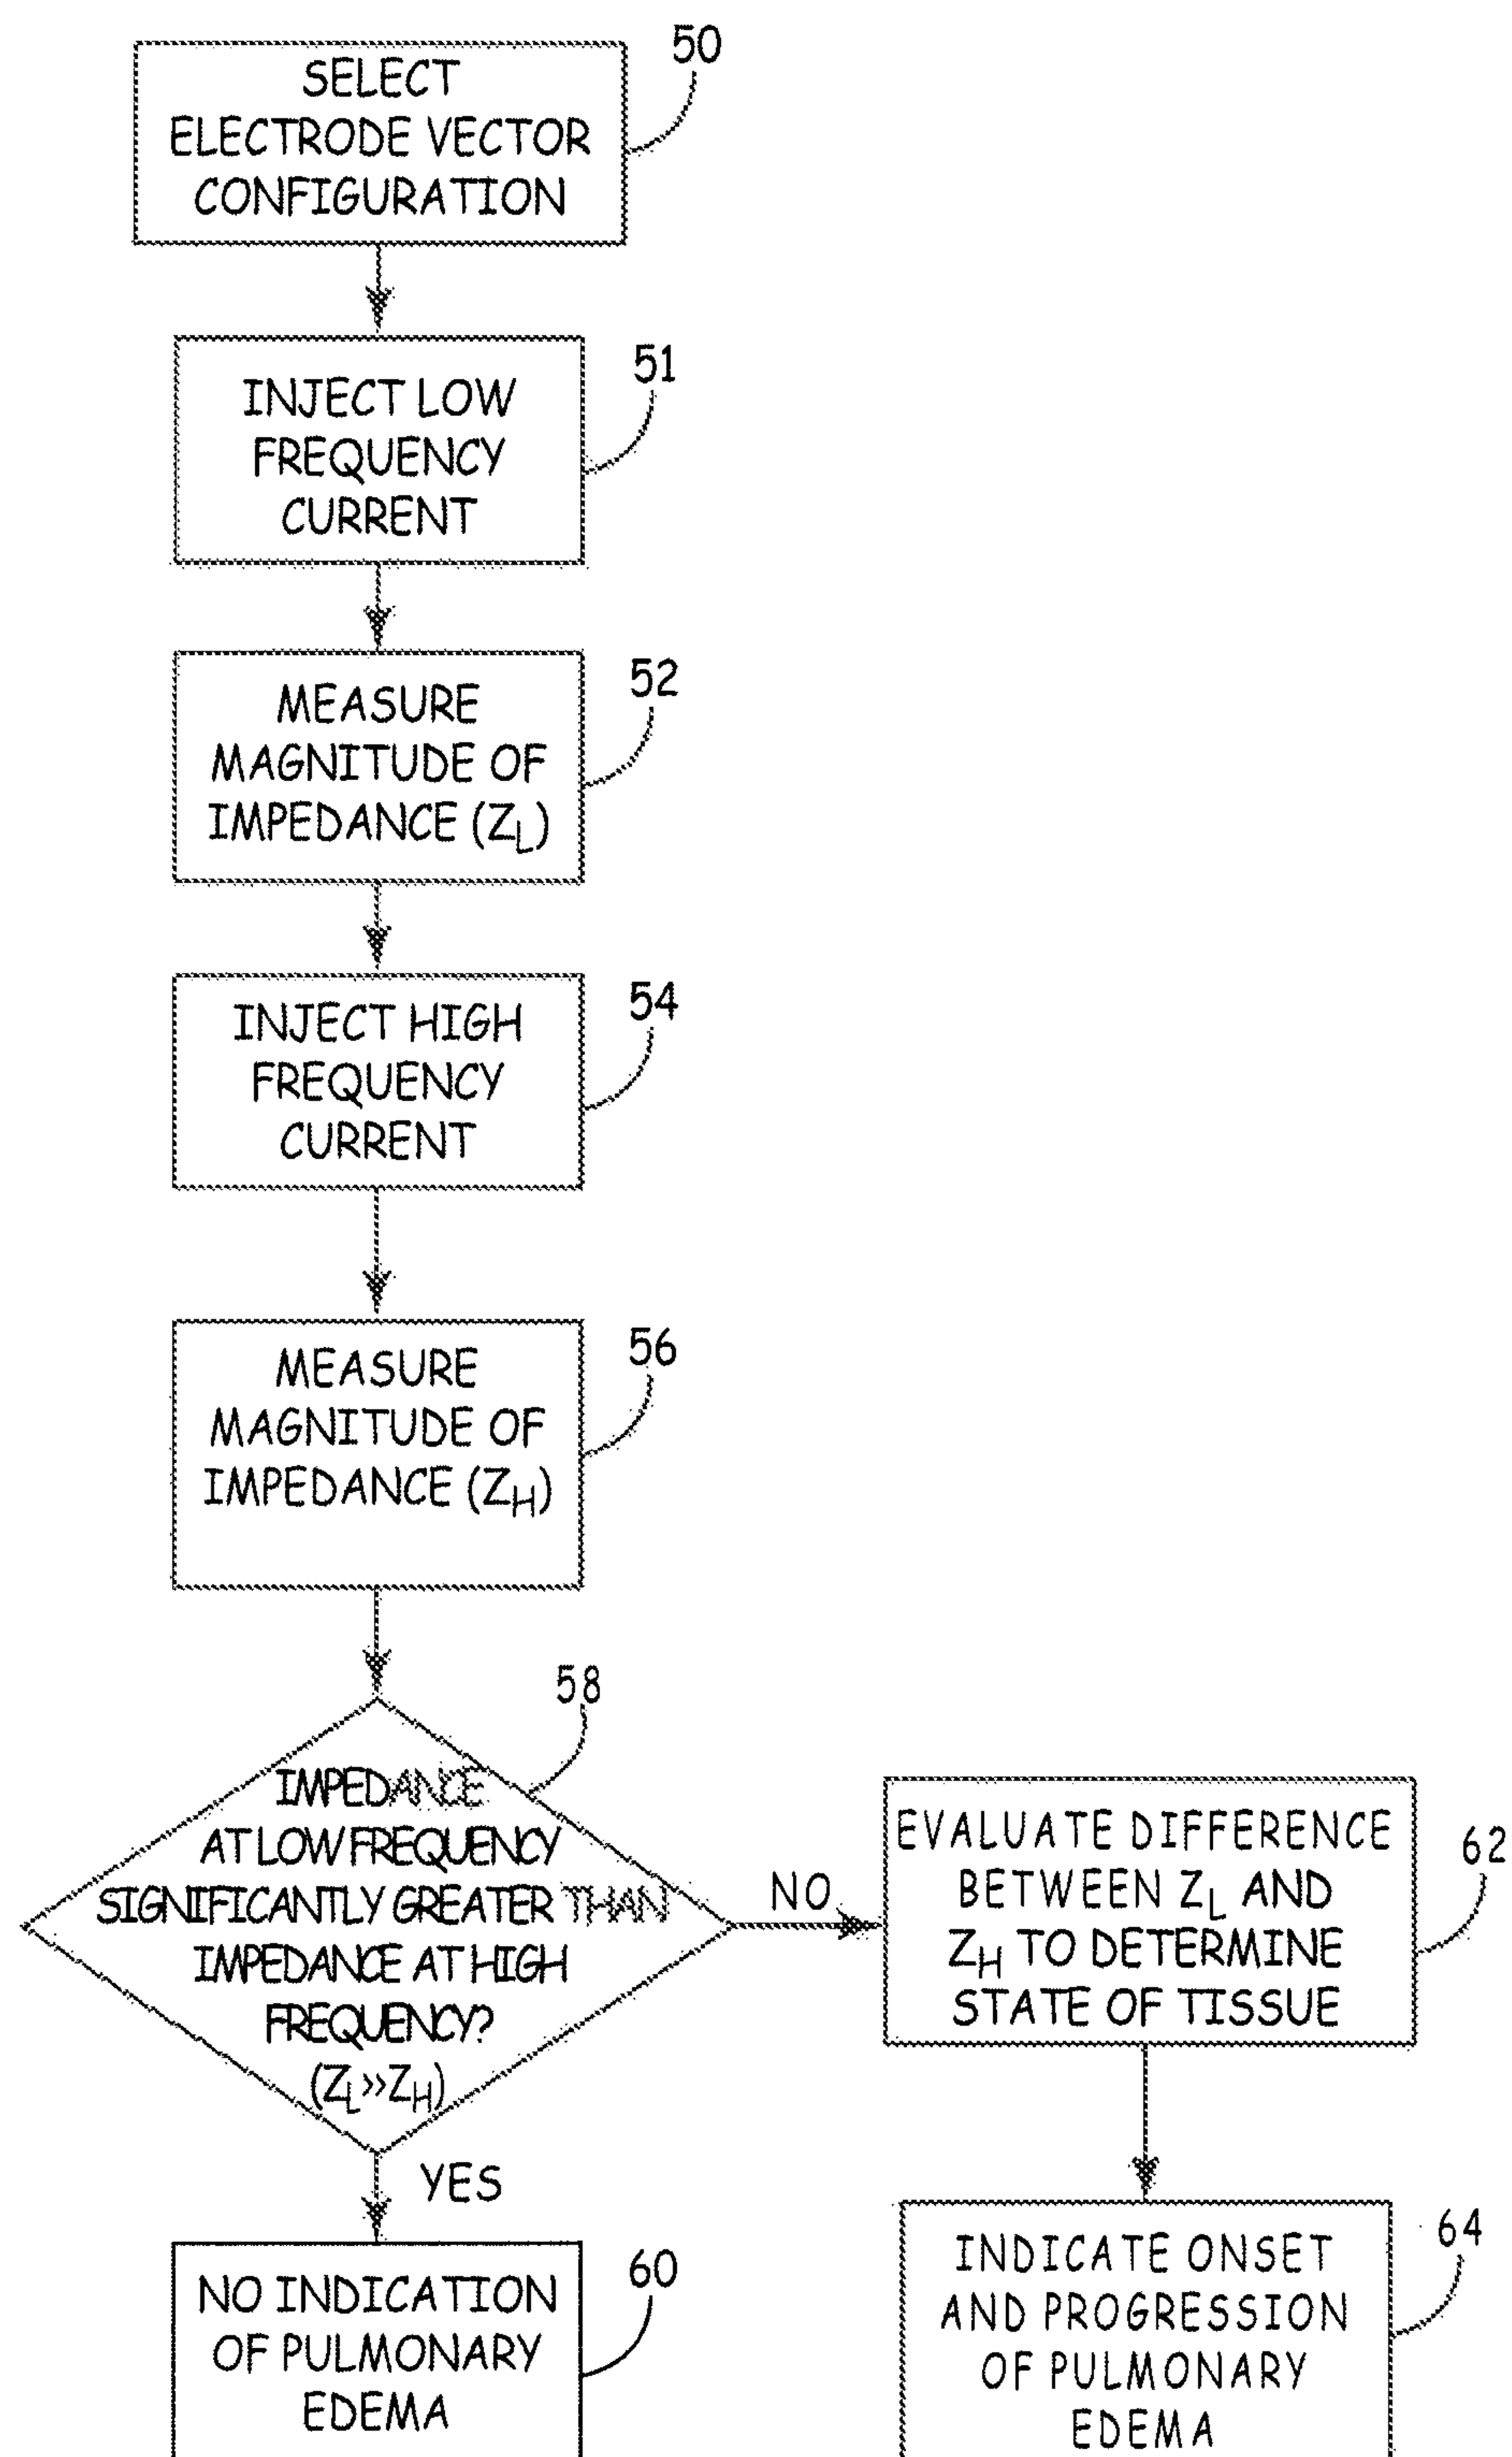 50
SELECT
ELECTRODE VECTOR
CONFIGURATION
51
INJECT LOW
FREQUENCY
CURRENT
52
MEASURE
MAGNITUDE OF
IMPEDANCE (ZL)
54
INJECT HIGH
FREQUENCY
CURRENT
56
MEASURE
MAGNITUDE OF
IMPEDANCE (ZH)
58
IMPEDANCE
AT LOW FREQUENCY
SIGNIFICANTLY GREATER THAN
IMPEDANCE AT HIGH
FREQUENCY?
(ZL»ZH)
NO
62
EVALUATE DIFFERENCE
BETWEEN ZL AND
ZH TO DETERMINE
STATE OF TISSUE
YES
60
NO INDICATION
OF PULMONARY
EDEMA
64
INDICATE ONSET
AND PROGRESSION
OF PULMONARY
EDEMA